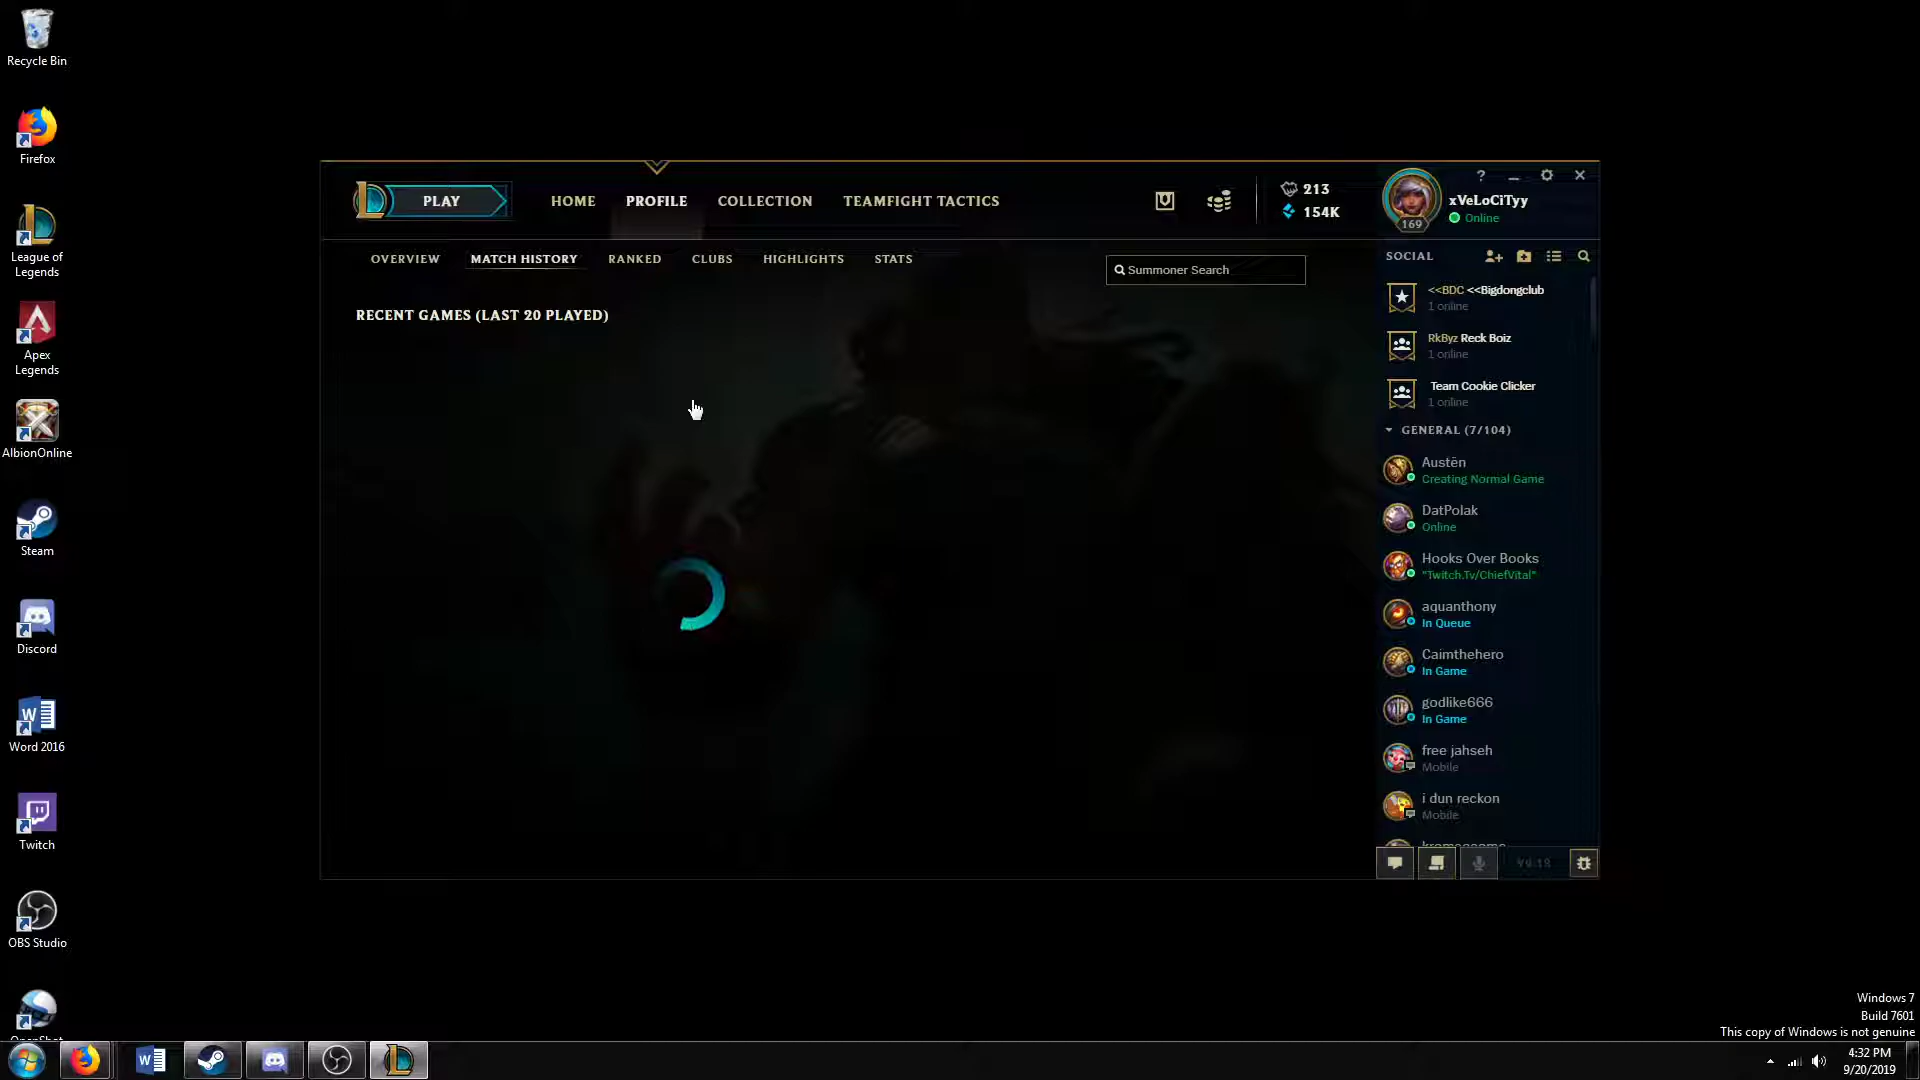 Recycle Bin
Firefox
League of
Legends
Apex
Legends
AlbionOnline
Steam
Discord
Word 2016
Twitch
OBS Studio
OpenShot
PLAY
HOME
PROFILE
COLLECTION
TEAMFIGHT TACTICS
213
154K
169
?
xVeLoCiTyy
Online
OVERVIEW
MATCH HISTORY
RANKED
CLUBS
HIGHLIGHTS
STATS
Summoner Search
RECENT GAMES (LAST 20 PLAYED)
SOCIAL
<<BDC <<Bigdongclub
1 online
RkByz Reck Boiz
1 online
Team Cookie Clicker
1 online
GENERAL (7/104)
Austēn
Creating Normal Game
DatPolak
Online
Hooks Over Books
"Twitch.Tv/ChiefVital"
aquanthony
In Queue
Caimthehero
In Game
godlike666
In Game
free jahseh
Mobile
i dun reckon
Mobile
V9.18
Windows 7
Build 7601
This copy of Windows is not genuine
4:32 PM
9/20/2019